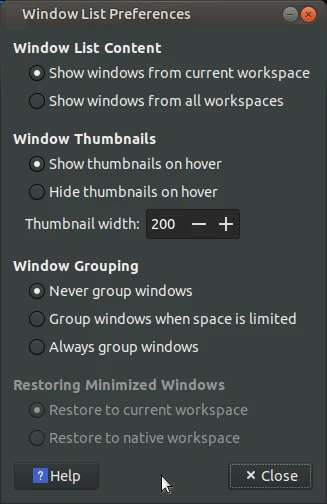 Window List Preferences
Window List Content
Show windows from current workspace
Show windows from all workspaces
Window Thumbnails
Show thumbnails on hover
Hide thumbnails on hover
Thumbnail width: 200 − +
Window Grouping
Never group windows
Group windows when space is limited
Always group windows
Restoring Minimized Windows
Restore to current workspace
Restore to native workspace
? Help × Close